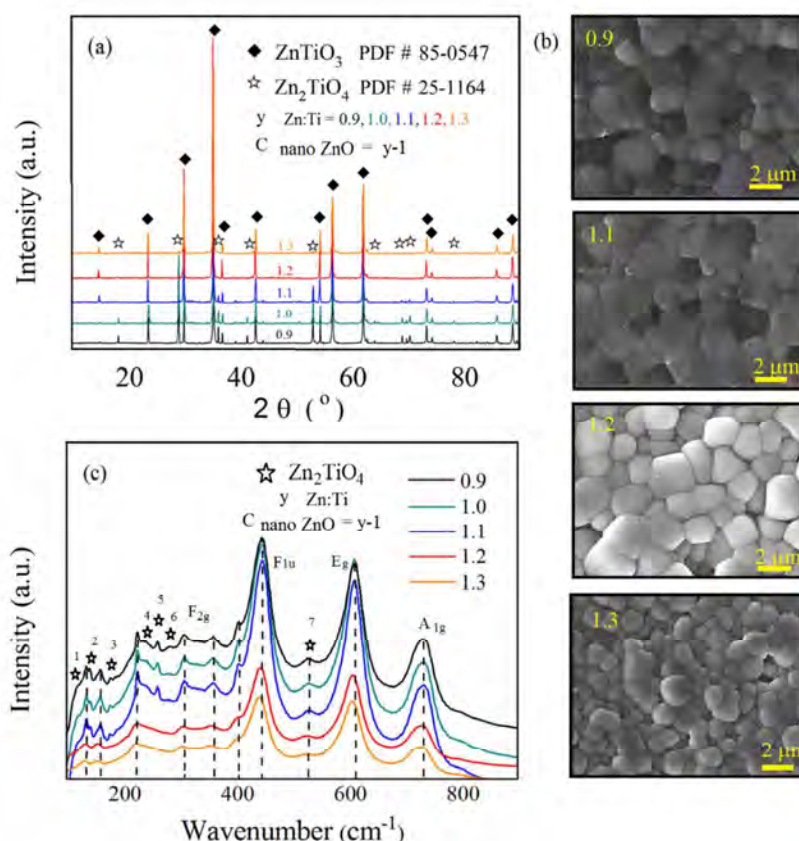 (a)
◆ ZnTiO3 PDF # 85-0547
☆ Zn2TiO4 PDF # 25-1164
y Zn:Ti = 0.9, 1.0, 1.1, 1.2, 1.3
C nano ZnO = y-1
1.3
1.2
1.1
1.0
0.9
Intensity (a.u.)
20 40 60 80
2 θ (°)
(b)
0.9
2 μm
1.1
2 μm
1.2
2 μm
1.3
2 μm
(c)
☆ Zn2TiO4
y Zn:Ti
C nano ZnO = y-1
0.9
1.0
1.1
1.2
1.3
1 2 3 4 5 6 F2g F1u 7 Eg A1g
Intensity (a.u.)
200 400 600 800
Wavenumber (cm-1)